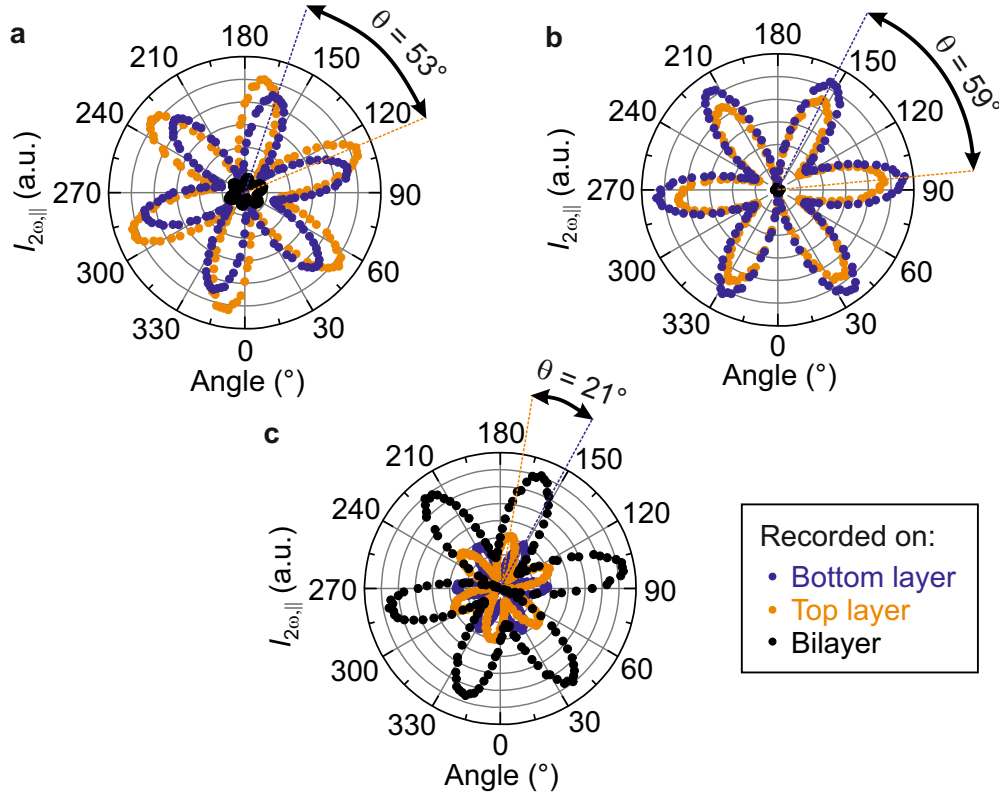 a
θ = 53°
180
210
150
240
120
270
90
300
60
330
30
0
I2ω,|| (a.u.)
Angle (°)
b
θ = 59°
180
210
150
240
120
270
90
300
60
330
30
0
I2ω,|| (a.u.)
Angle (°)
c
θ = 21°
180
210
150
240
120
270
90
300
60
330
30
0
I2ω,|| (a.u.)
Angle (°)
Recorded on:
Bottom layer
Top layer
Bilayer